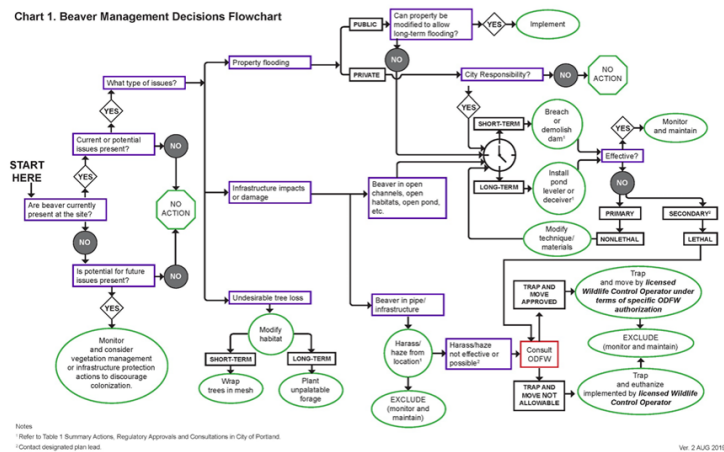 Chart 1. Beaver Management Decisions Flowchart
PUBLIC
Can property be
modified to allow
long-term flooding?
YES
Implement
NO
Property flooding
PRIVATE
City Responsibility?
NO
NO
ACTION
What type of issues?
YES
YES
SHORT-TERM
Breach
or
demolish
dam¹
YES
Monitor
and maintain
Current or potential
issues present?
NO
Effective?
START
HERE
YES
LONG-TERM
Install
pond
leveler or
deceiver¹
NO
Infrastructure impacts
or damage
Beaver in open
channels, open
habitats, open pond,
etc.
NO
ACTION
Are beaver currently
present at the site?
PRIMARY
SECONDARY²
NO
Modify
technique/
materials
NONLETHAL
LETHAL
Is potential for future
issues present?
NO
YES
Undesirable tree loss
Beaver in pipe/
infrastructure
TRAP AND
MOVE
APPROVED
Trap
and move by licensed
Wildlife Control Operator under
terms of specific ODFW
authorization
Monitor
and consider
vegetation management
or infrastructure protection
actions to discourage
colonization.
Modify
habitat
Harass/
haze from
location¹
Harass/haze
not effective or
possible²
Consult
ODFW
EXCLUDE
(monitor and maintain)
SHORT-TERM
LONG-TERM
Wrap
trees in mesh
Plant
unpalatable
forage
EXCLUDE
(monitor and
maintain)
TRAP AND
MOVE NOT
ALLOWABLE
Trap
and euthanize
implemented by licensed Wildlife
Control Operator
Notes
¹ Refer to Table 1 Summary Actions, Regulatory Approvals and Consultations in City of Portland.
² Contact designated plan lead.
Ver. 2 AUG 2019